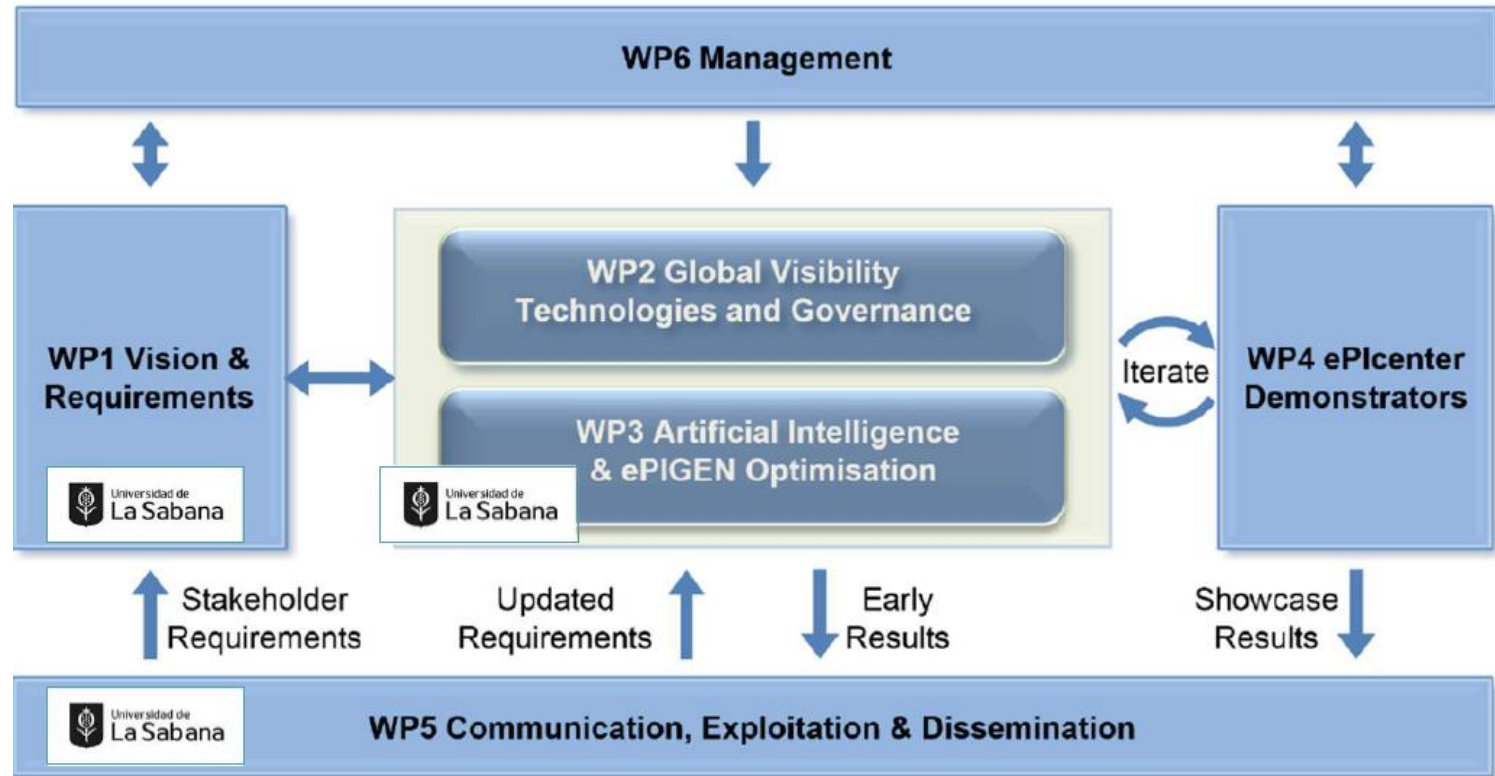 WP6 Management
WP2 Global Visibility
Technologies and Governance
WP1 Vision &
Requirements
Iterate
WP4 ePIcenter
Demonstrators
WP3 Artificial Intelligence
& ePIGEN Optimisation
Universidad de
La Sabana
Universidad de
La Sabana
Stakeholder
Requirements
Updated
Requirements
Early
Results
Showcase
Results
Universidad de
La Sabana
WP5 Communication, Exploitation & Dissemination